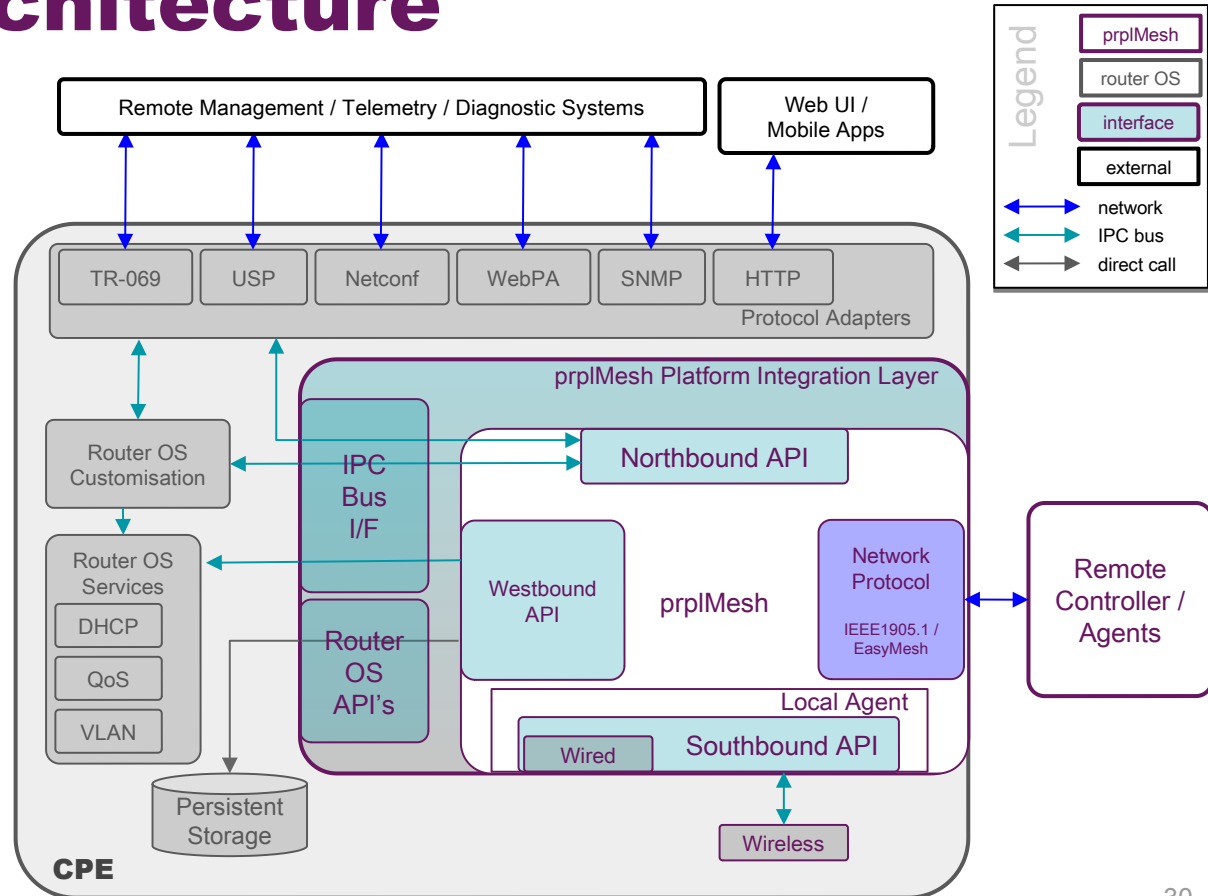 chitecture
Legend
prplMesh
router OS
interface
external
network
IPC bus
direct call
Remote Management / Telemetry / Diagnostic Systems
Web UI /
Mobile Apps
TR-069
USP
Netconf
WebPA
SNMP
HTTP
Protocol Adapters
prplMesh Platform Integration Layer
Router OS
Customisation
IPC
Bus
I/F
Northbound API
Router OS
Services
DHCP
QoS
VLAN
Westbound
API
prplMesh
Network
Protocol
IEEE1905.1 /
EasyMesh
Remote
Controller /
Agents
Router
OS
API's
Local Agent
Southbound API
Wired
Persistent
Storage
Wireless
CPE